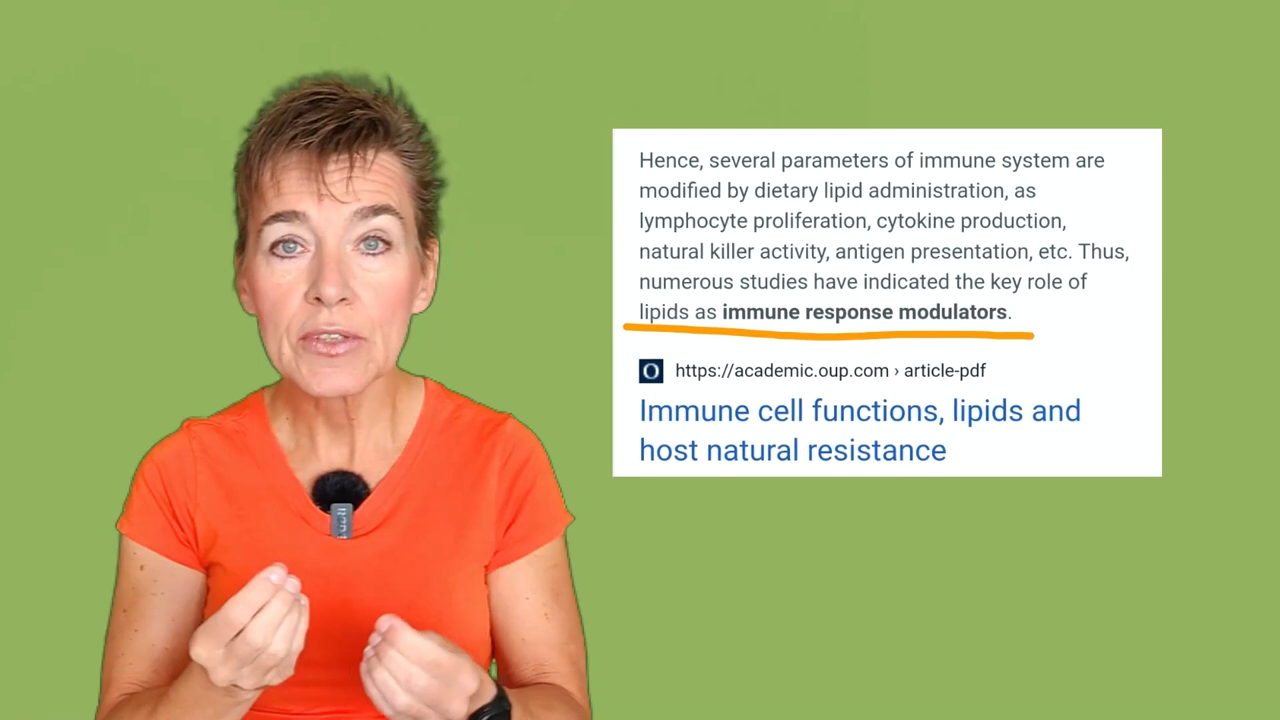 Hence, several parameters of immune system are
modified by dietary lipid administration, as
lymphocyte proliferation, cytokine production,
natural killer activity, antigen presentation, etc. Thus,
numerous studies have indicated the key role of
lipids as immune response modulators.
O
https://academic.oup.com › article-pdf
Immune cell functions, lipids and
host natural resistance